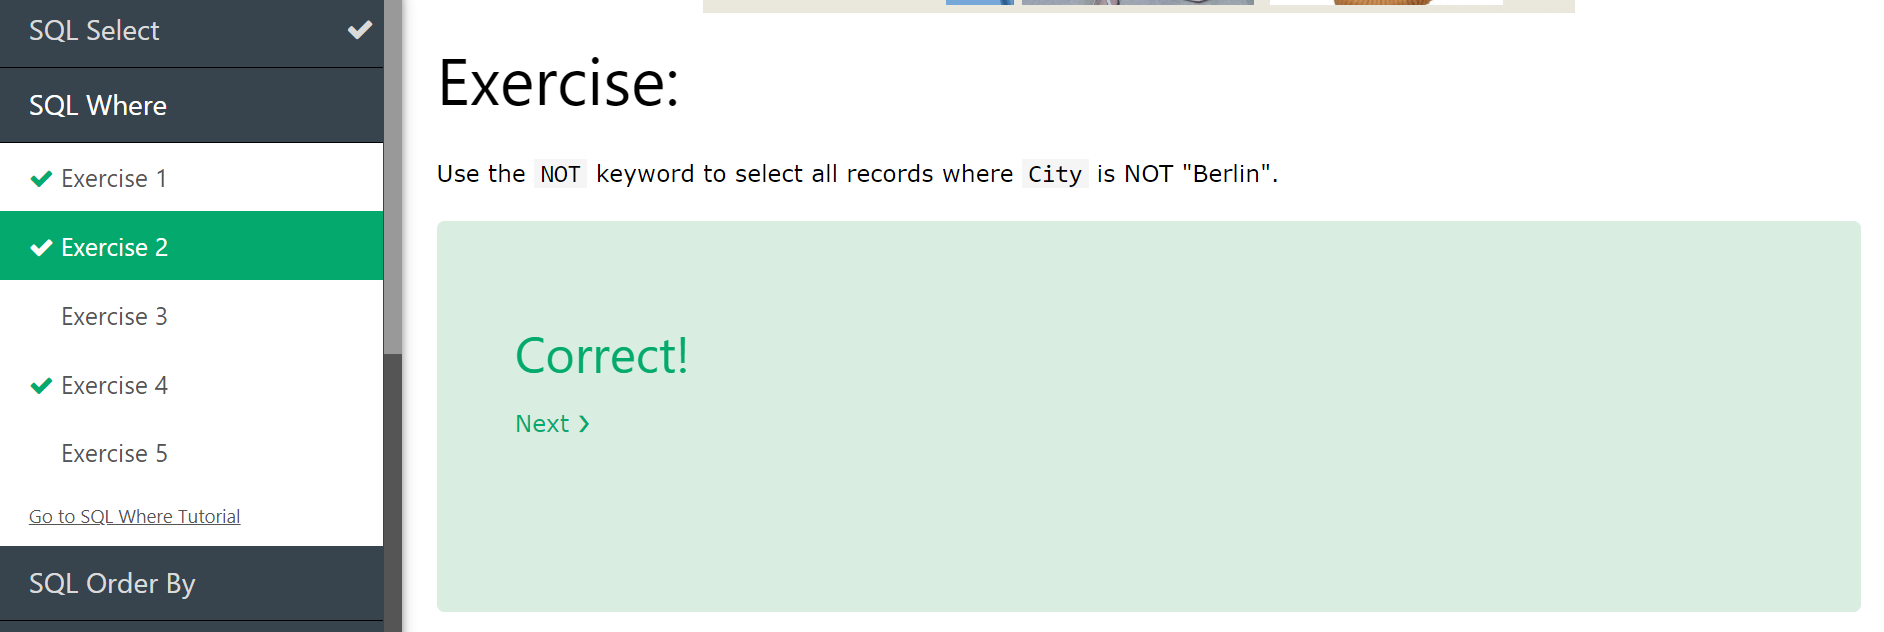 SQL Select
SQL Where
Exercise 1
Exercise 2
Exercise 3
Exercise 4
Exercise 5
Go to SQL Where Tutorial
SQL Order By
Exercise:
Use the NOT keyword to select all records where City is NOT "Berlin".
Correct!
Next ❯